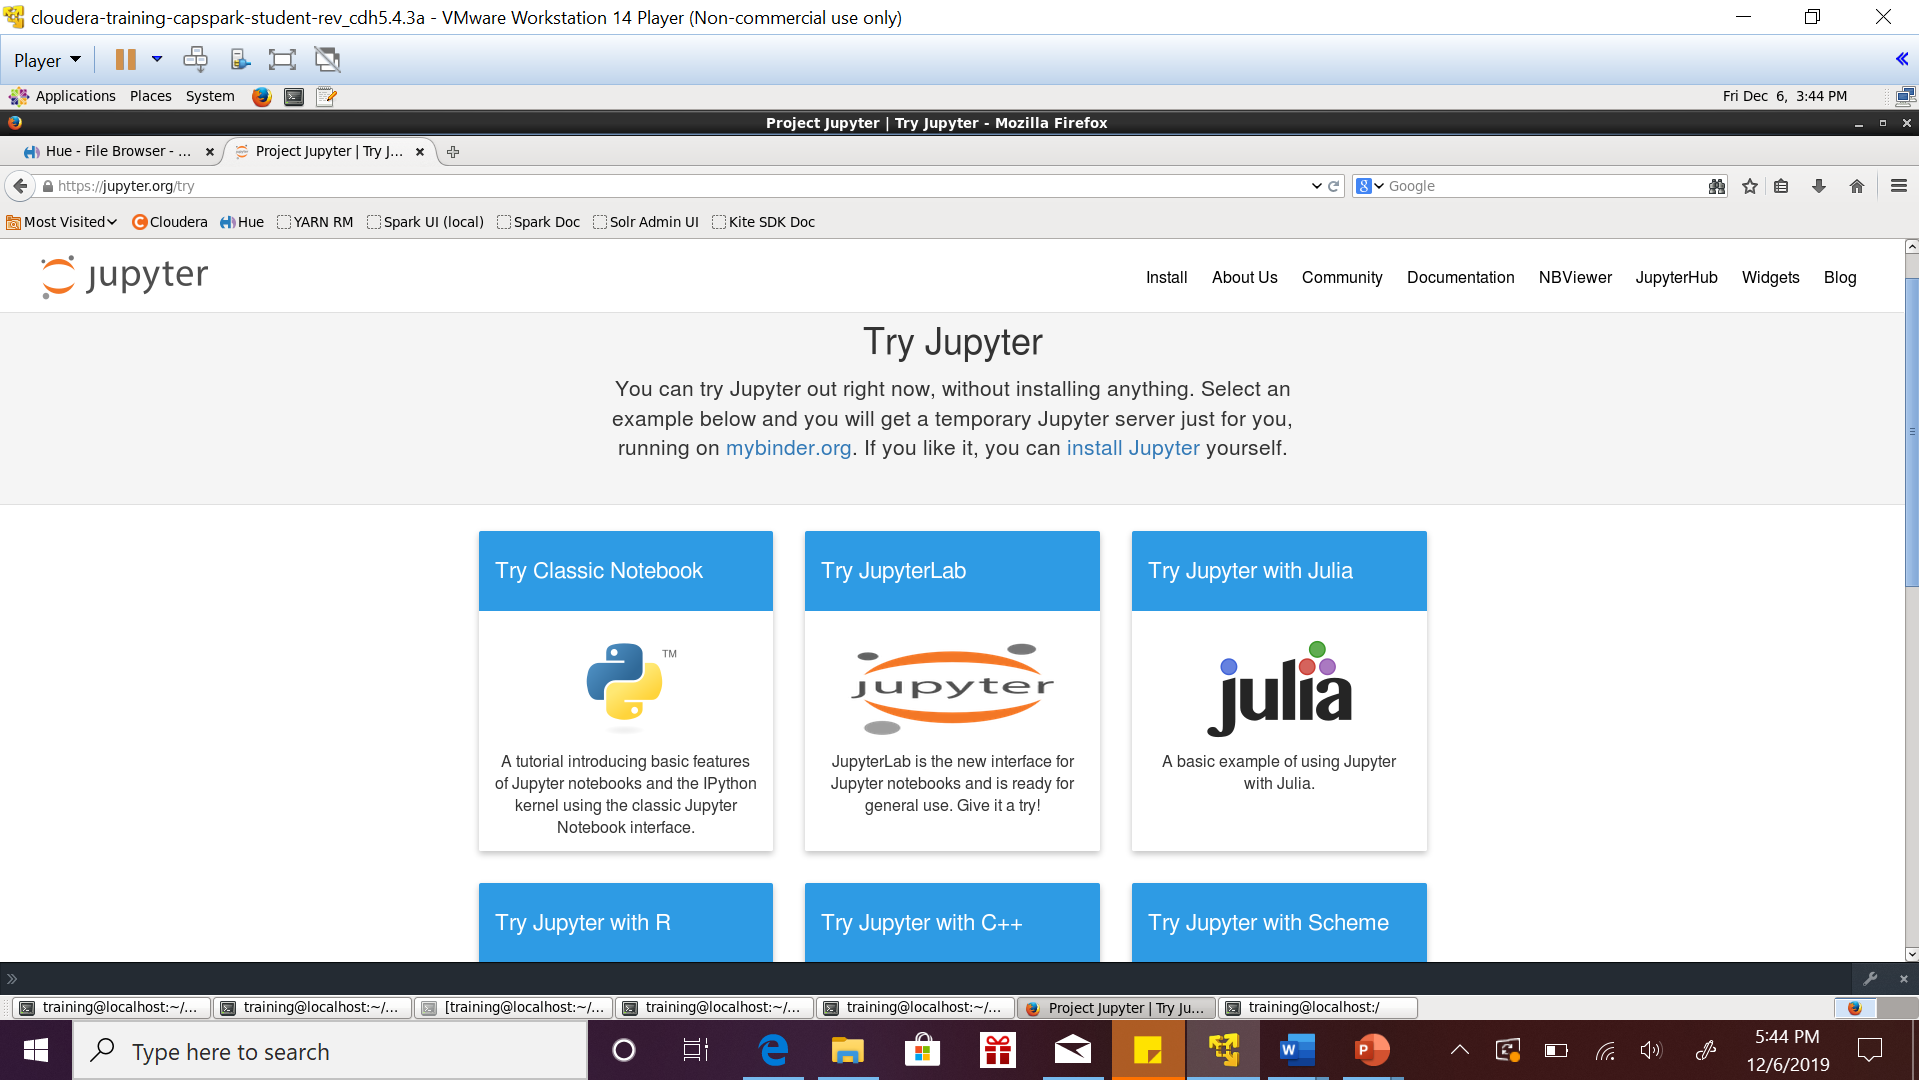 cloudera-training-capspark-student-rev_cdh5.4.3a - VMware Workstation 14 Player (Non-commercial use only)
Player
Applications Places System Fri Dec 6, 3:44 PM
Project Jupyter | Try Jupyter - Mozilla Firefox
Hue - File Browser - ... Project Jupyter | Try J...
https://jupyter.org/try Google
Most Visited Cloudera Hue YARN RM Spark UI (local) Spark Doc Solr Admin UI Kite SDK Doc
jupyter Install About Us Community Documentation NBViewer JupyterHub Widgets Blog
Try Jupyter
You can try Jupyter out right now, without installing anything. Select an
example below and you will get a temporary Jupyter server just for you,
running on mybinder.org. If you like it, you can install Jupyter yourself.
Try Classic Notebook
TM
A tutorial introducing basic features
of Jupyter notebooks and the IPython
kernel using the classic Jupyter
Notebook interface.
Try JupyterLab
jupyter
JupyterLab is the new interface for
Jupyter notebooks and is ready for
general use. Give it a try!
Try Jupyter with Julia
julia
A basic example of using Jupyter
with Julia.
Try Jupyter with R
Try Jupyter with C++
Try Jupyter with Scheme
training@localhost:~/... training@localhost:~/... [training@localhost:~/... training@localhost:~/... training@localhost:~/... Project Jupyter | Try Ju... training@localhost:/
Type here to search
5:44 PM
12/6/2019